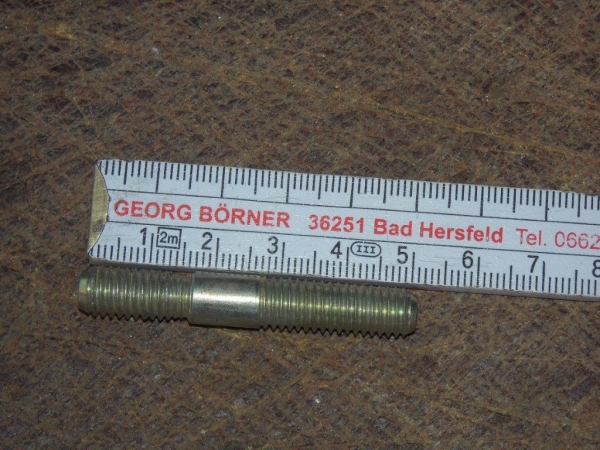 GEORG BÖRNER 36251 Bad Hersfeld Tel. 0662
1 2m 2 3 4 III 5 6 7 8